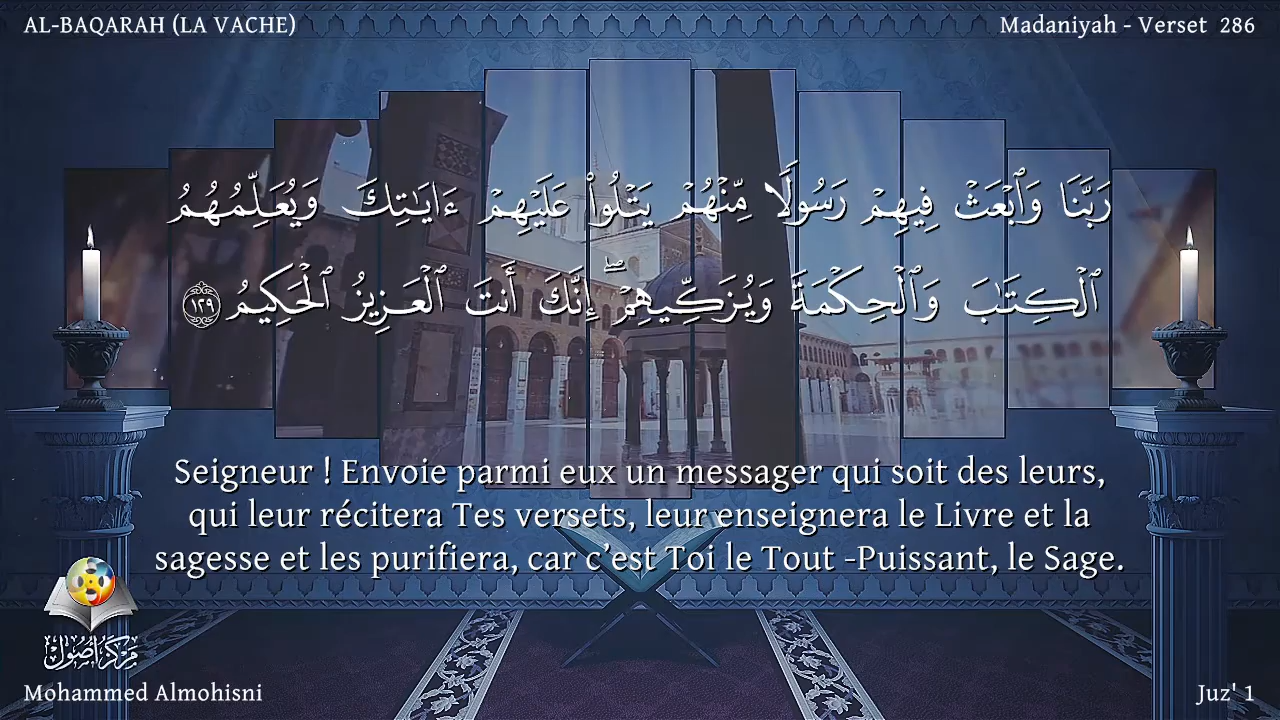 AL-BAQARAH (LA VACHE)
Madaniyah - Verset 286
رَبَّنَا وَٱبْعَثْ فِيهِمْ رَسُولًا مِّنْهُمْ يَتْلُوا۟ عَلَيْهِمْ ءَايَـٰتِكَ وَيُعَلِّمُهُمُ
ٱلْكِتَـٰبَ وَٱلْحِكْمَةَ وَيُزَكِّيهِمْ ۖ إِنَّكَ أَنتَ ٱلْعَزِيزُ ٱلْحَكِيمُ ١٢٩
Seigneur ! Envoie parmi eux un messager qui soit des leurs,
qui leur récitera Tes versets, leur enseignera le Livre et la
sagesse et les purifiera, car c’est Toi le Tout -Puissant, le Sage.
مركز أصول
Mohammed Almohisni
Juz' 1